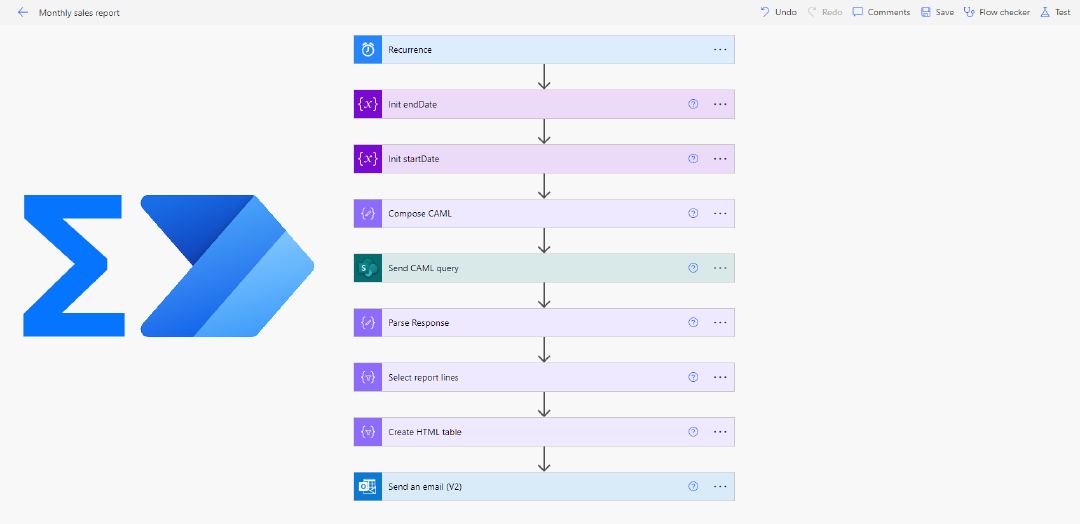 Monthly sales report
Undo
Redo
Comments
Save
Flow checker
Test
Recurrence
Init endDate
Init startDate
Compose CAML
Send CAML query
Parse Response
Select report lines
Create HTML table
Send an email (V2)